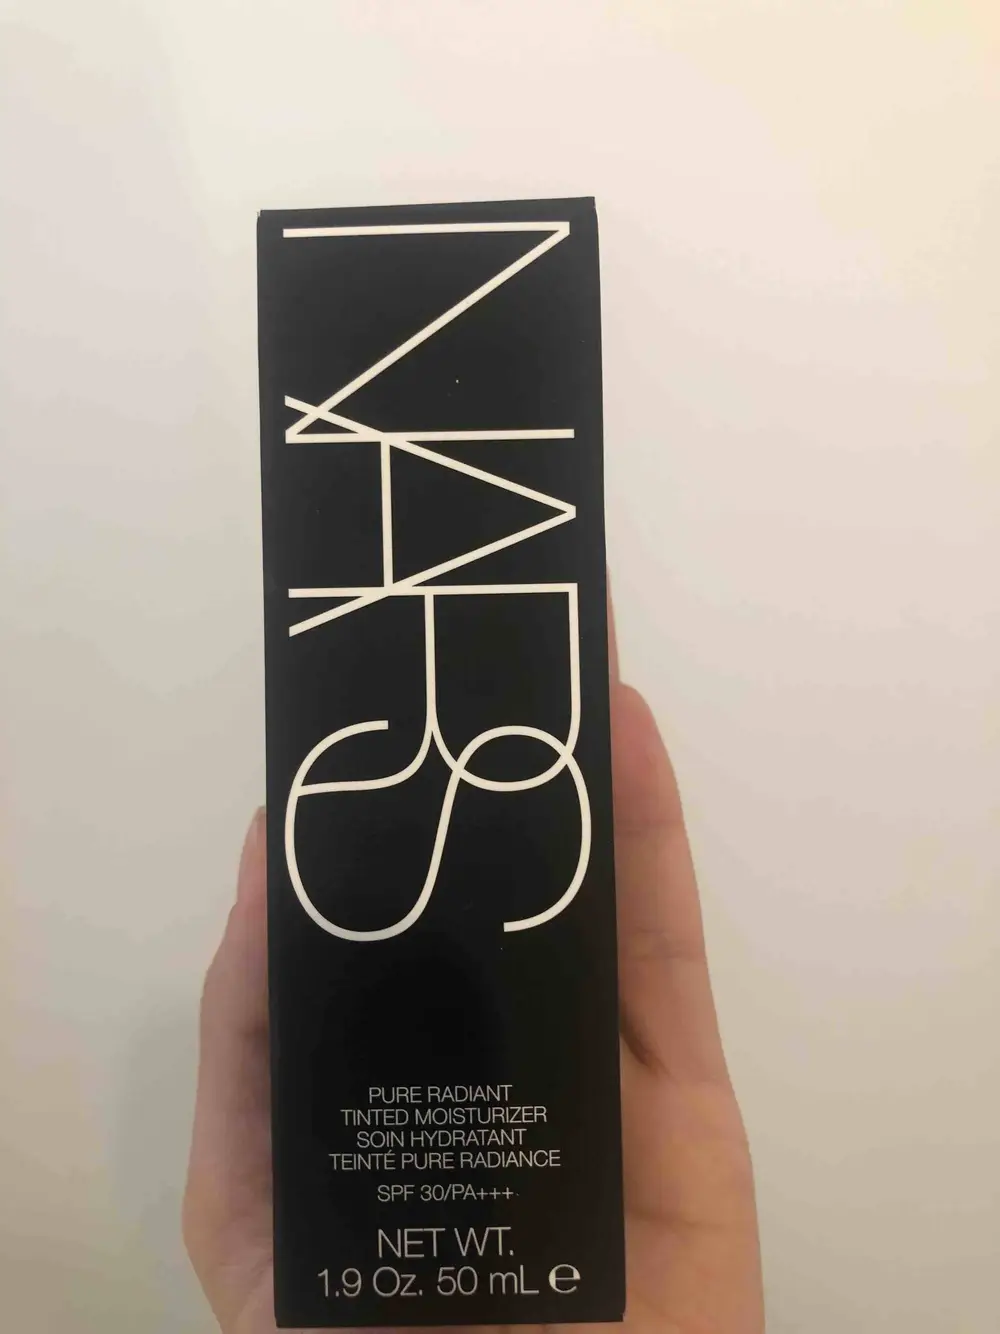 NARS
PURE RADIANT
TINTED MOISTURIZER
SOIN HYDRATANT
TEINTÉ PURE RADIANCE
SPF 30/PA+++
NET WT.
1.9 Oz. 50 mL e